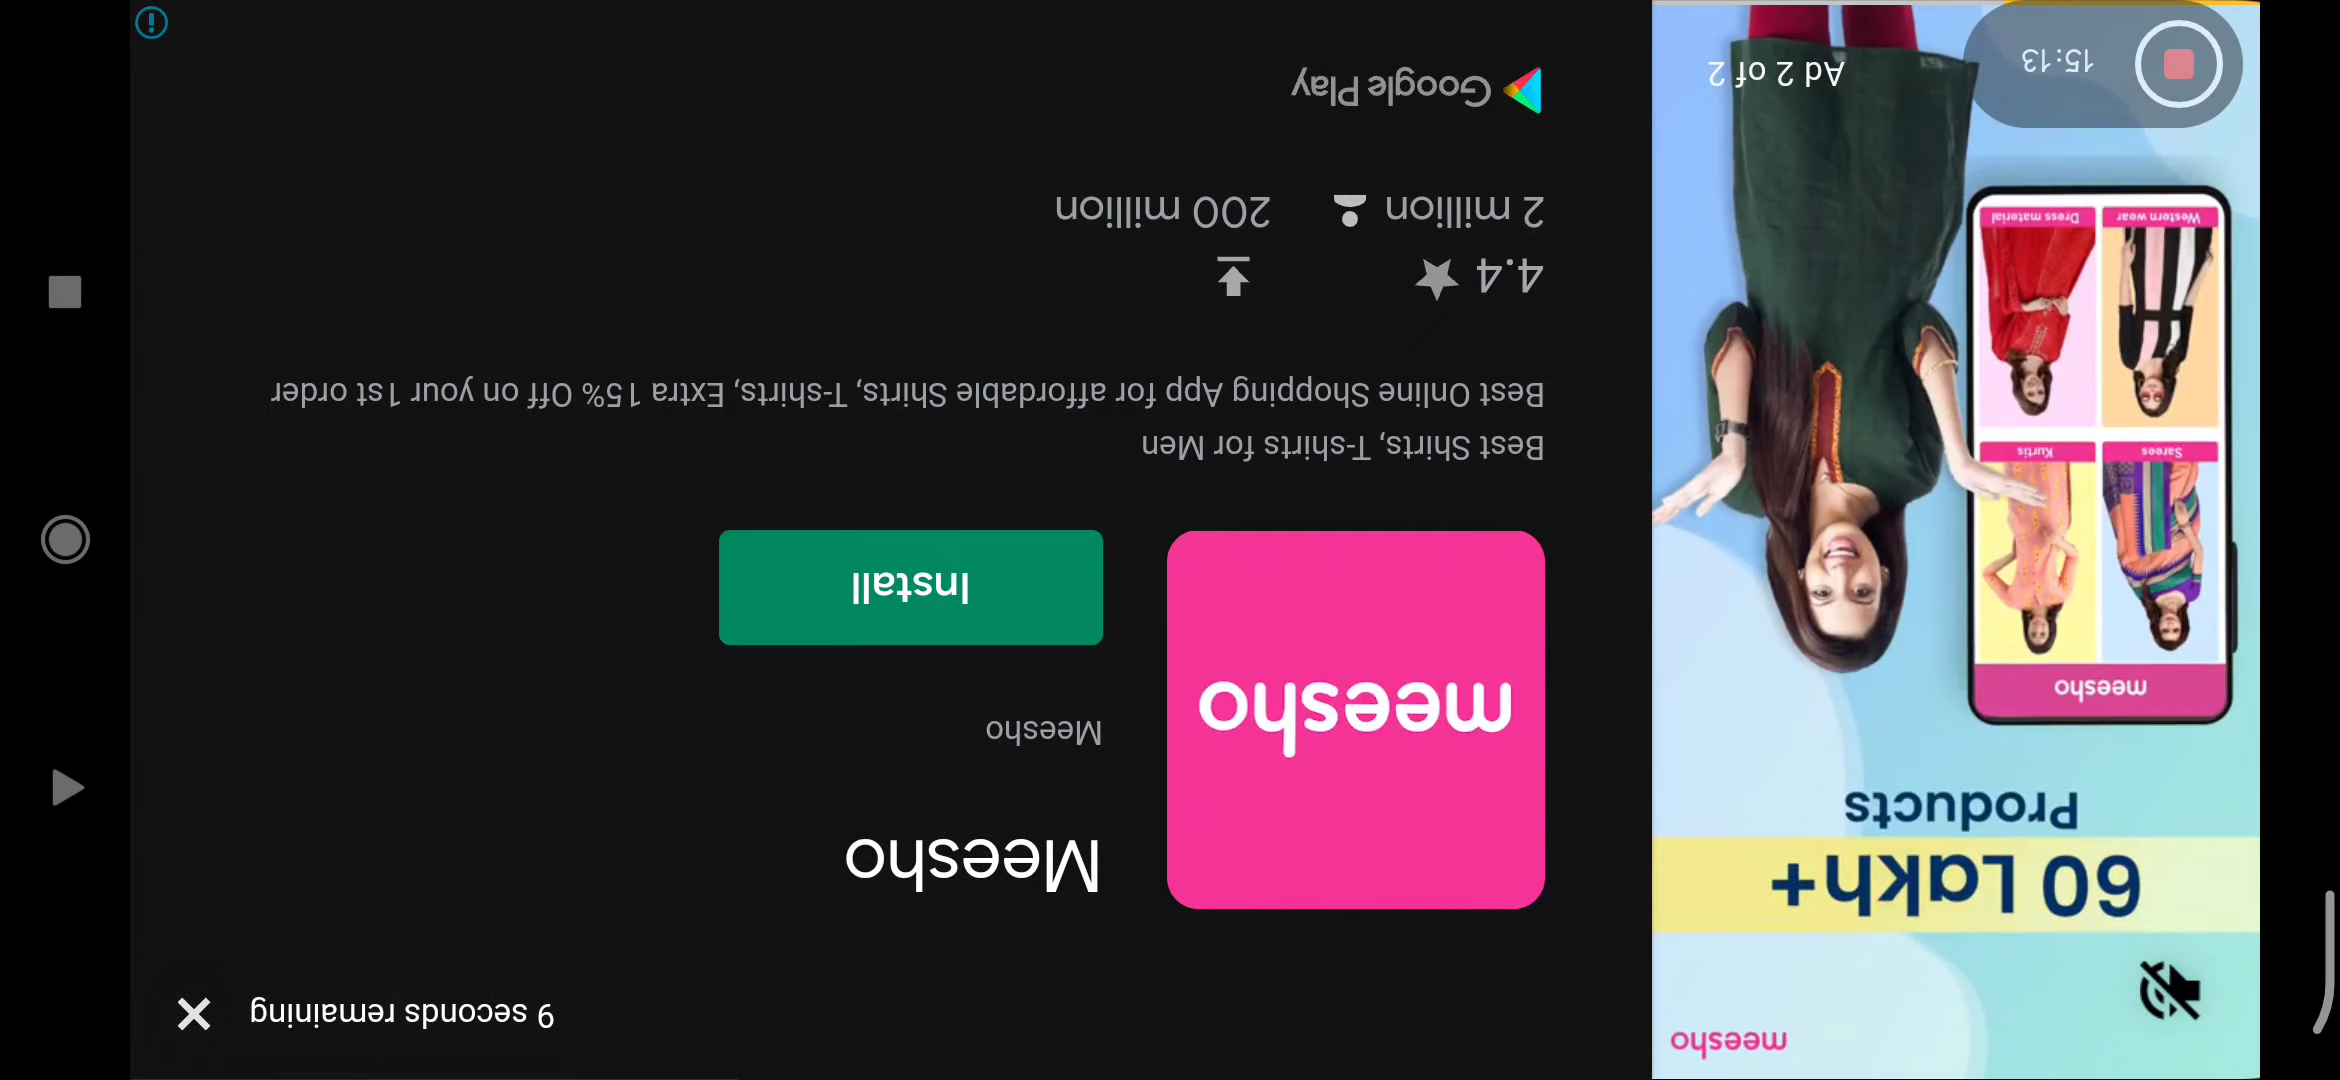 meesho
60 Lakh+
Products
meesho
Sarees
Kurtis
Western wear
Dress material
15:13
Ad 2 of 2
9 seconds remaining
Meesho
Meesho
meesho
Install
Best Shirts, T-shirts for Men
Best Online Shopping App for affordable Shirts, T-shirts, Extra 15% Off on your 1st order
4.4
2 million
200 million
Google Play